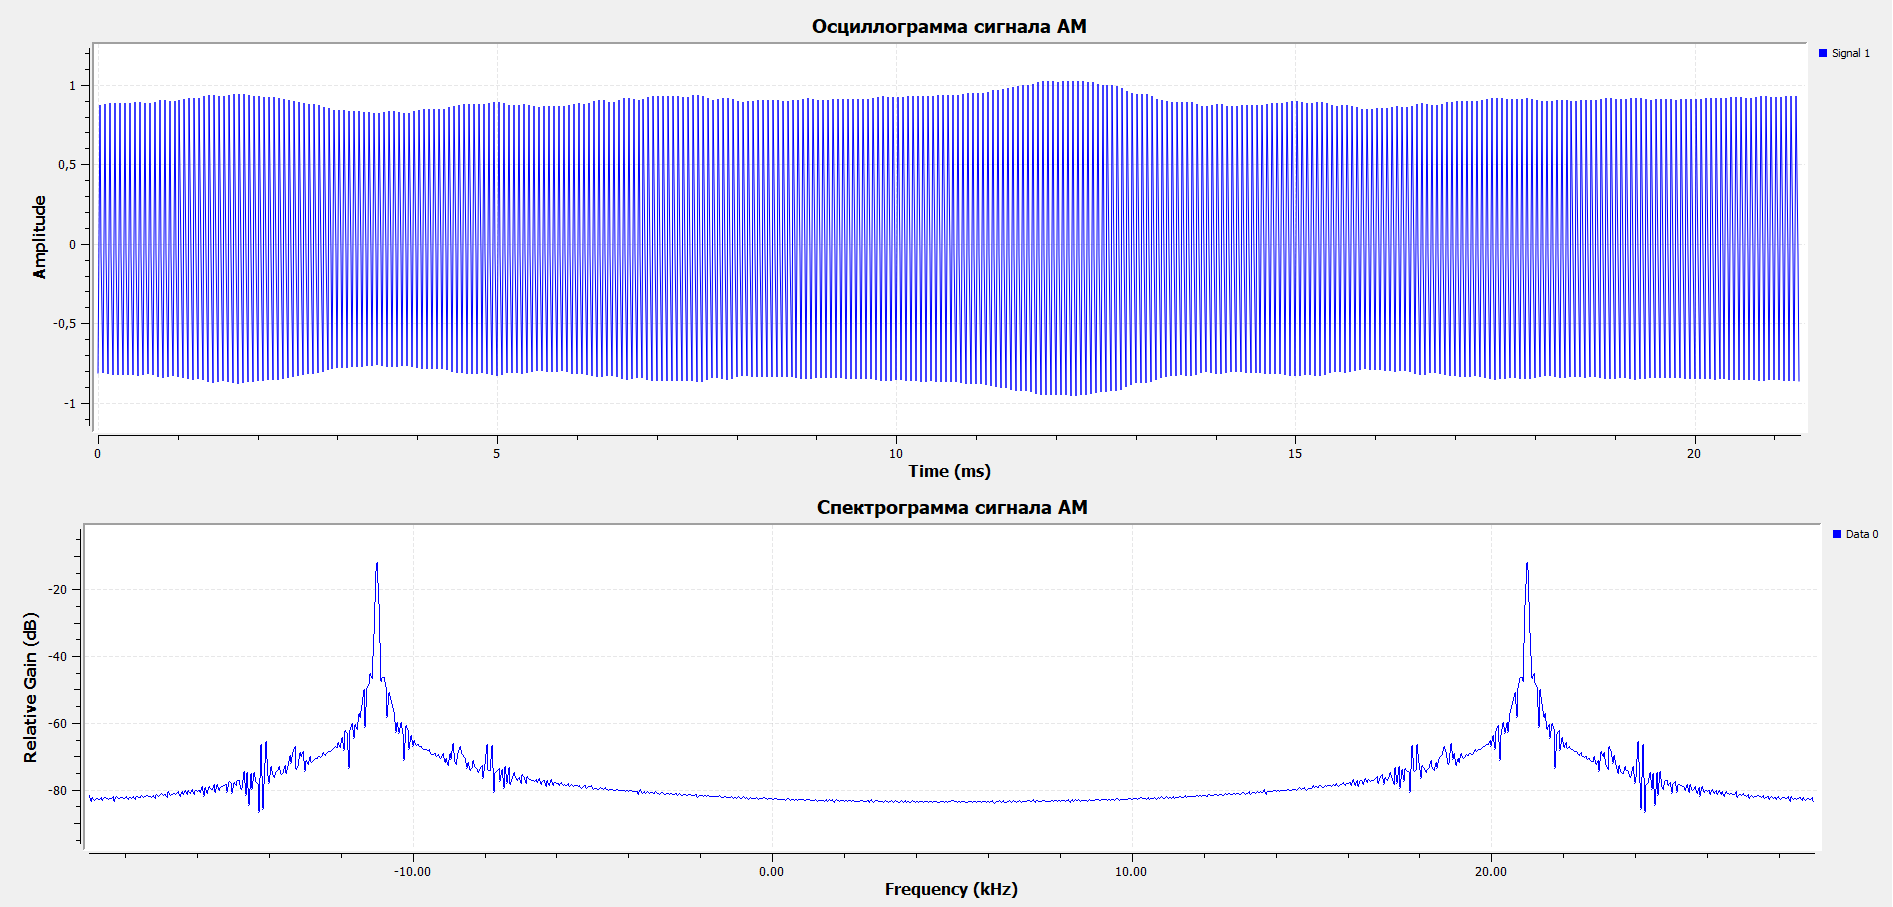 Осциллограмма сигнала АМ
Signal 1
Amplitude
1
0,5
0
-0,5
-1
0 5 10 15 20
Time (ms)
Спектрограмма сигнала АМ
Data 0
Relative Gain (dB)
-20
-40
-60
-80
-10.00 0.00 10.00 20.00
Frequency (kHz)